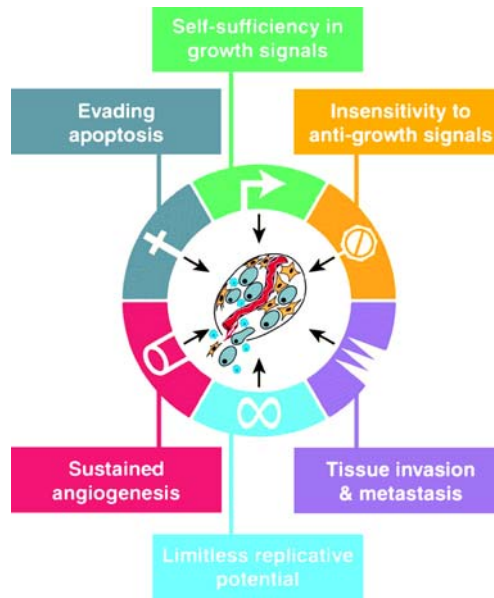 Self-sufficiency in
growth signals
Evading
apoptosis
Insensitivity to
anti-growth signals
Sustained
angiogenesis
Tissue invasion
& metastasis
Limitless replicative
potential